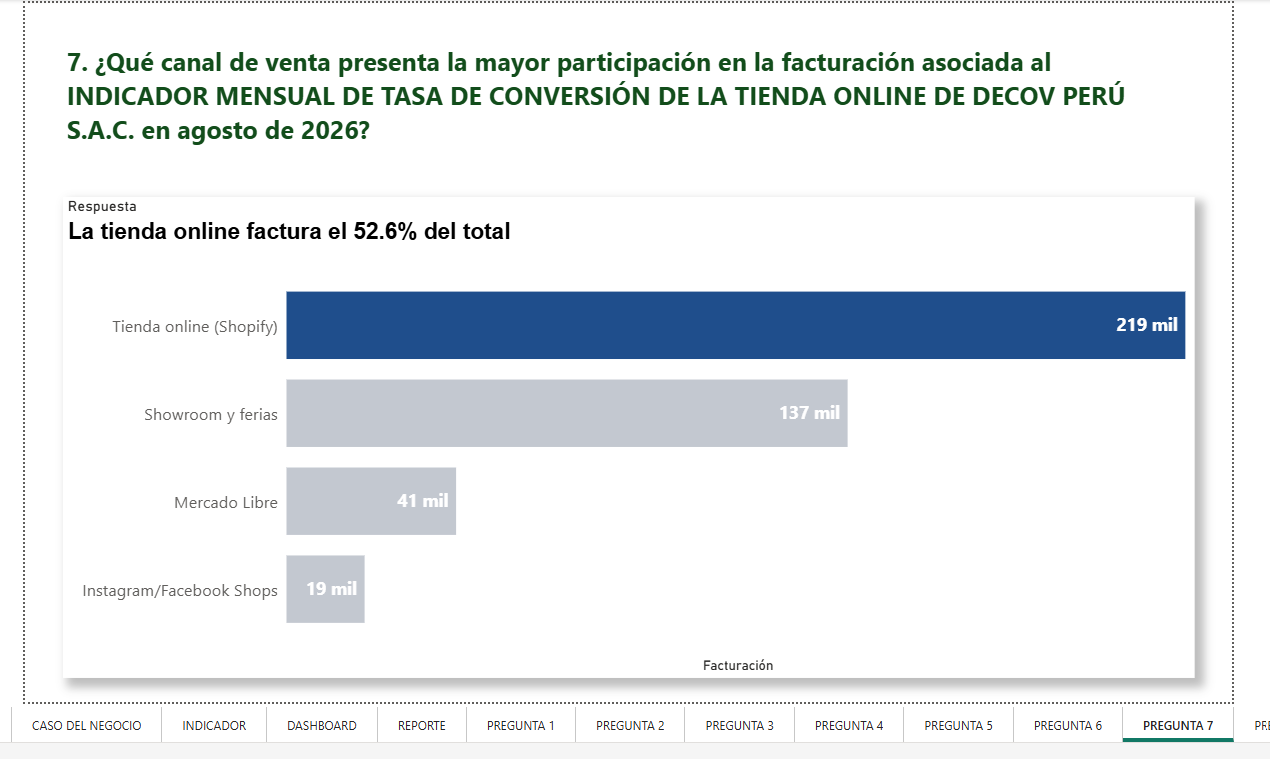 7. ¿Qué canal de venta presenta la mayor participación en la facturación asociada al
INDICADOR MENSUAL DE TASA DE CONVERSIÓN DE LA TIENDA ONLINE DE DECOV PERÚ
S.A.C. en agosto de 2026?
Respuesta
La tienda online factura el 52.6% del total
Tienda online (Shopify) 219 mil
Showroom y ferias 137 mil
Mercado Libre 41 mil
Instagram/Facebook Shops 19 mil
Facturación
CASO DEL NEGOCIO INDICADOR DASHBOARD REPORTE PREGUNTA 1 PREGUNTA 2 PREGUNTA 3 PREGUNTA 4 PREGUNTA 5 PREGUNTA 6 PREGUNTA 7